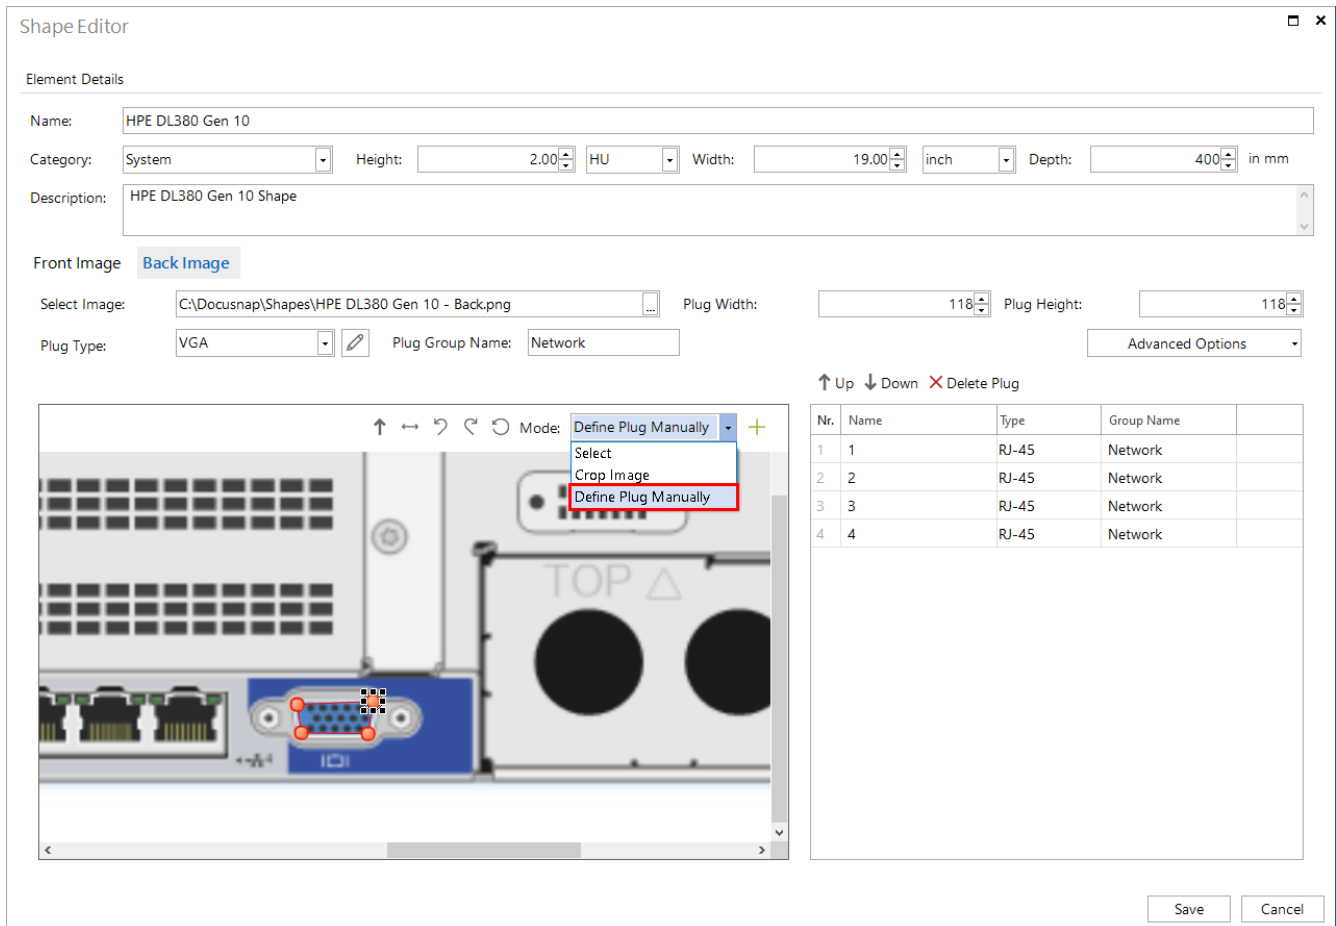 Shape Editor
Element Details
Name: HPE DL380 Gen 10
Category: System Height: 2.00 HU Width: 19.00 inch Depth: 400 in mm
Description: HPE DL380 Gen 10 Shape
Front Image Back Image
Select Image: C:\Docusnap\Shapes\HPE DL380 Gen 10 - Back.png ... Plug Width: 118 Plug Height: 118
Plug Type: VGA Plug Group Name: Network Advanced Options
Up Down Delete Plug
Mode: Define Plug Manually
Select
Crop Image
Define Plug Manually
TOP
Nr. Name Type Group Name
1 1 RJ-45 Network
2 2 RJ-45 Network
3 3 RJ-45 Network
4 4 RJ-45 Network
Save Cancel